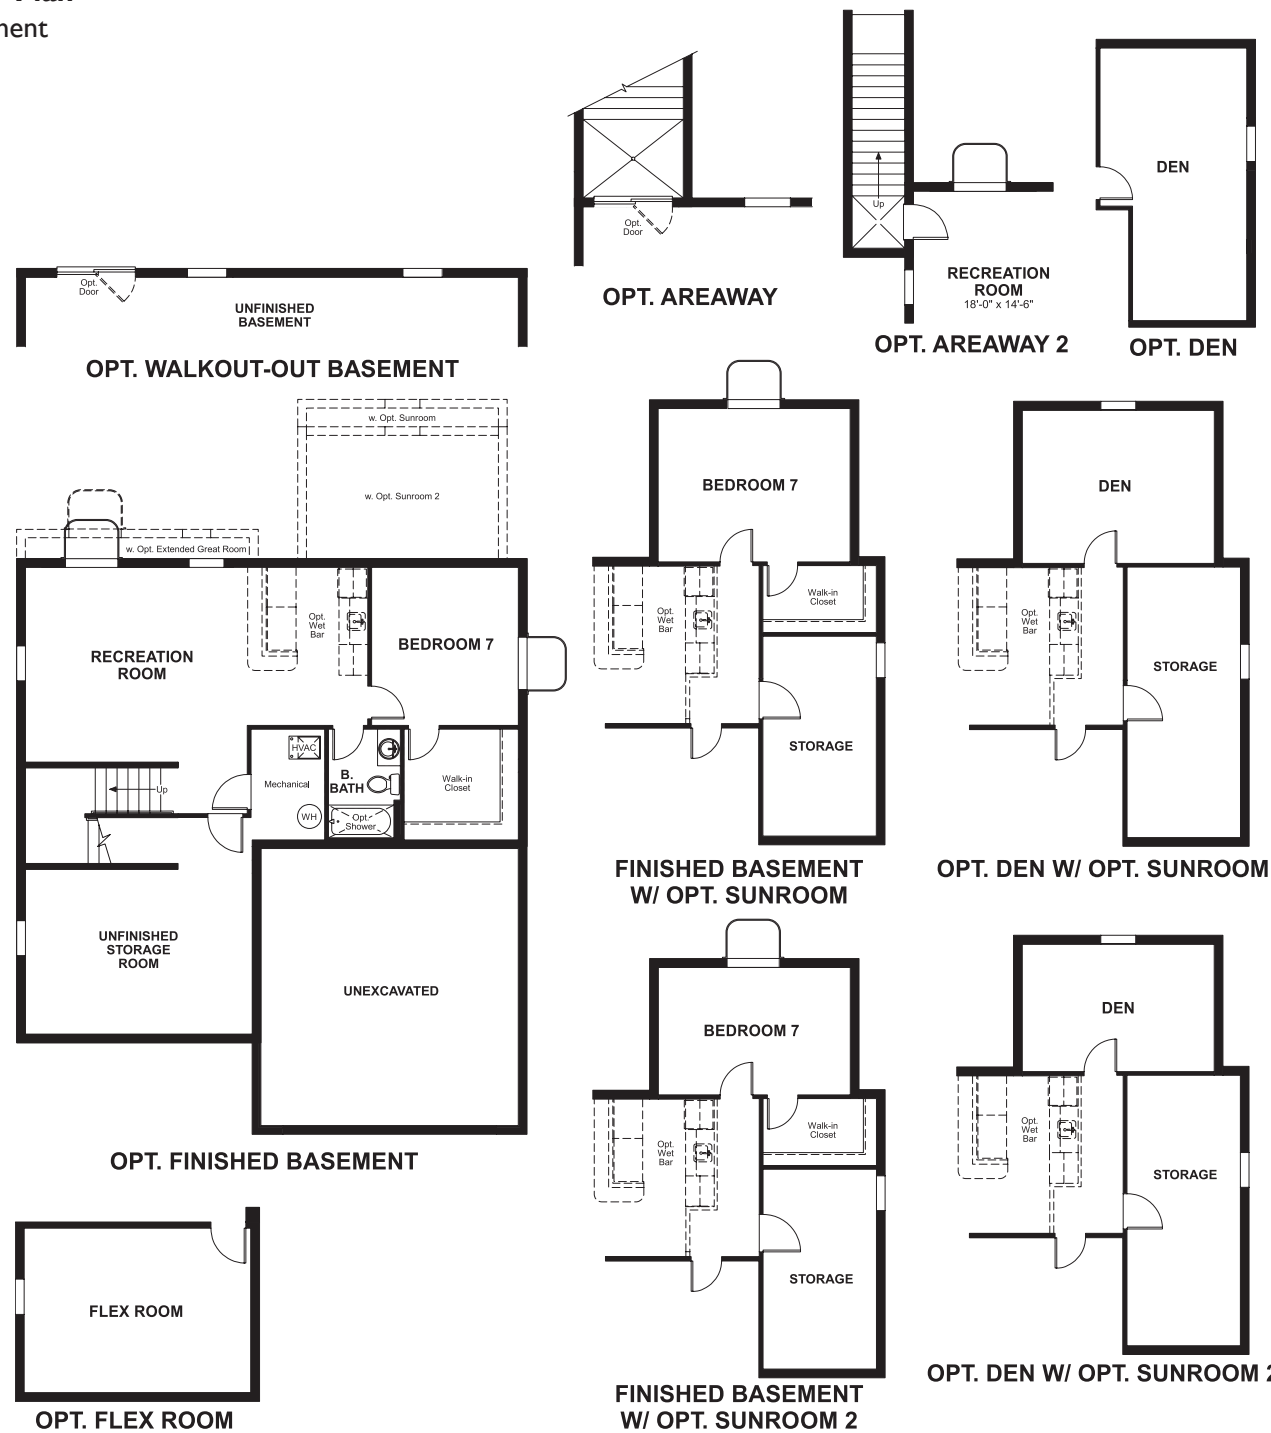 ment
Up
Opt.
Door
OPT. AREAWAY
RECREATION
ROOM
18'-0" x 14'-6"
OPT. AREAWAY 2
DEN
OPT. DEN
Opt.
Door
UNFINISHED
BASEMENT
OPT. WALKOUT-OUT BASEMENT
w. Opt. Sunroom
w. Opt. Sunroom 2
w. Opt. Extended Great Room
RECREATION
ROOM
Opt.
Wet
Bar
BEDROOM 7
HVAC
Mechanical
WH
B.
BATH
Opt.
Shower
Walk-in
Closet
Up
UNFINISHED
STORAGE
ROOM
UNEXCAVATED
OPT. FINISHED BASEMENT
BEDROOM 7
Opt.
Wet
Bar
Walk-in
Closet
STORAGE
FINISHED BASEMENT
W/ OPT. SUNROOM
DEN
Opt.
Wet
Bar
STORAGE
OPT. DEN W/ OPT. SUNROOM
BEDROOM 7
Opt.
Wet
Bar
Walk-in
Closet
STORAGE
FINISHED BASEMENT
W/ OPT. SUNROOM 2
DEN
Opt.
Wet
Bar
STORAGE
OPT. DEN W/ OPT. SUNROOM 2
FLEX ROOM
OPT. FLEX ROOM